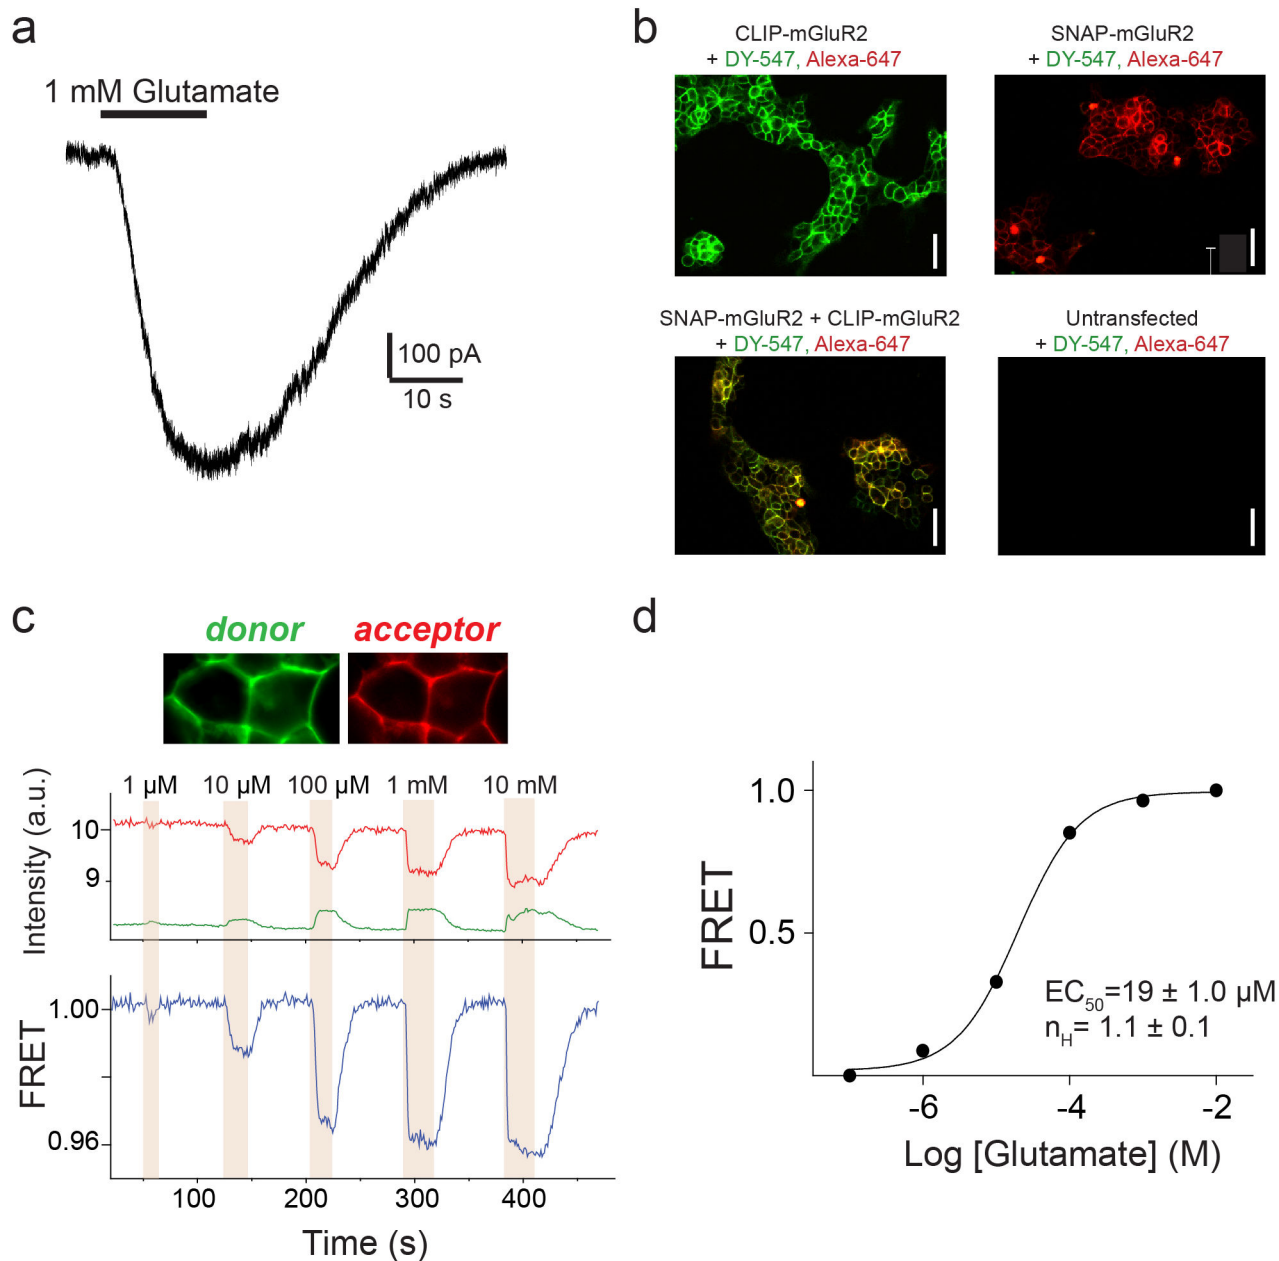 a
1 mM Glutamate
100 pA
10 s
b
CLIP-mGluR2
+ DY-547, Alexa-647
SNAP-mGluR2
+ DY-547, Alexa-647
SNAP-mGluR2 + CLIP-mGluR2
+ DY-547, Alexa-647
Untransfected
+ DY-547, Alexa-647
c
donor acceptor
1 µM 10 µM 100 µM 1 mM 10 mM
Intensity (a.u.)
10
9
FRET
1.00
0.96
100 200 300 400
Time (s)
d
FRET
1.0
0.5
EC50=19 ± 1.0 µM
nH= 1.1 ± 0.1
-6 -4 -2
Log [Glutamate] (M)